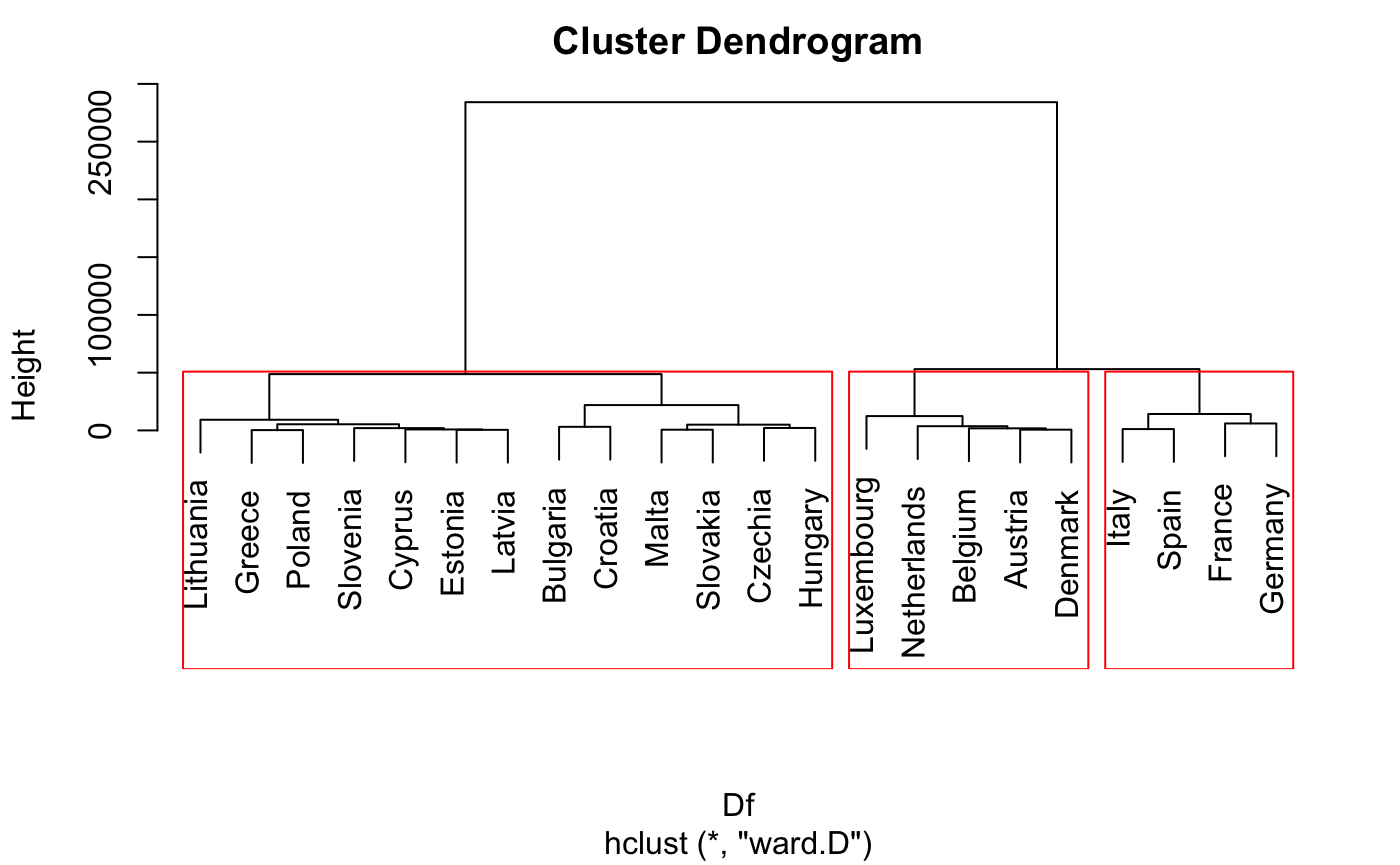 Cluster Dendrogram
Height
250000
100000
0
Lithuania
Greece
Poland
Slovenia
Cyprus
Estonia
Latvia
Bulgaria
Croatia
Malta
Slovakia
Czechia
Hungary
Luxembourg
Netherlands
Belgium
Austria
Denmark
Italy
Spain
France
Germany
Df
hclust (*, "ward.D")